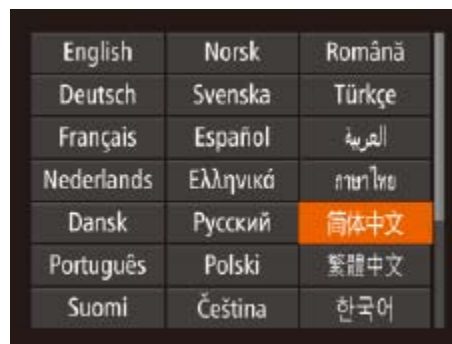 English Norsk Română
Deutsch Svenska Türkçe
Français Español العربية
Nederlands Ελληνικά ภาษาไทย
Dansk Русский 简体中文
Português Polski 繁體中文
Suomi Čeština 한국어